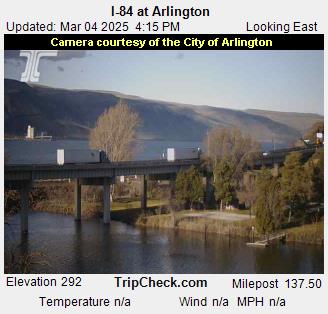 I-84 at Arlington
Updated: Mar 04 2025 4:15 PM Looking East
Camera courtesy of the City of Arlington
Elevation 292 TripCheck.com Milepost 137.50
Temperature n/a Wind n/a MPH n/a